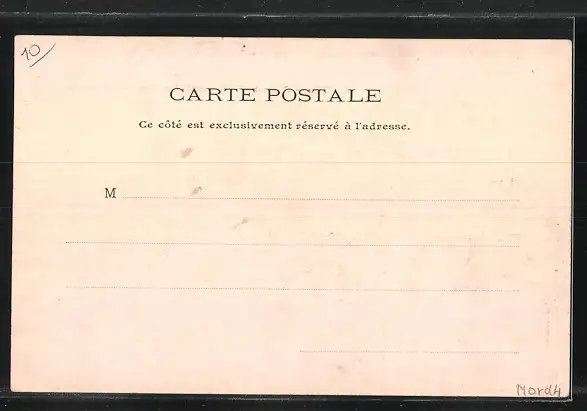 10
CARTE POSTALE
Ce côté est exclusivement réservé à l'adresse.
M
Nord4